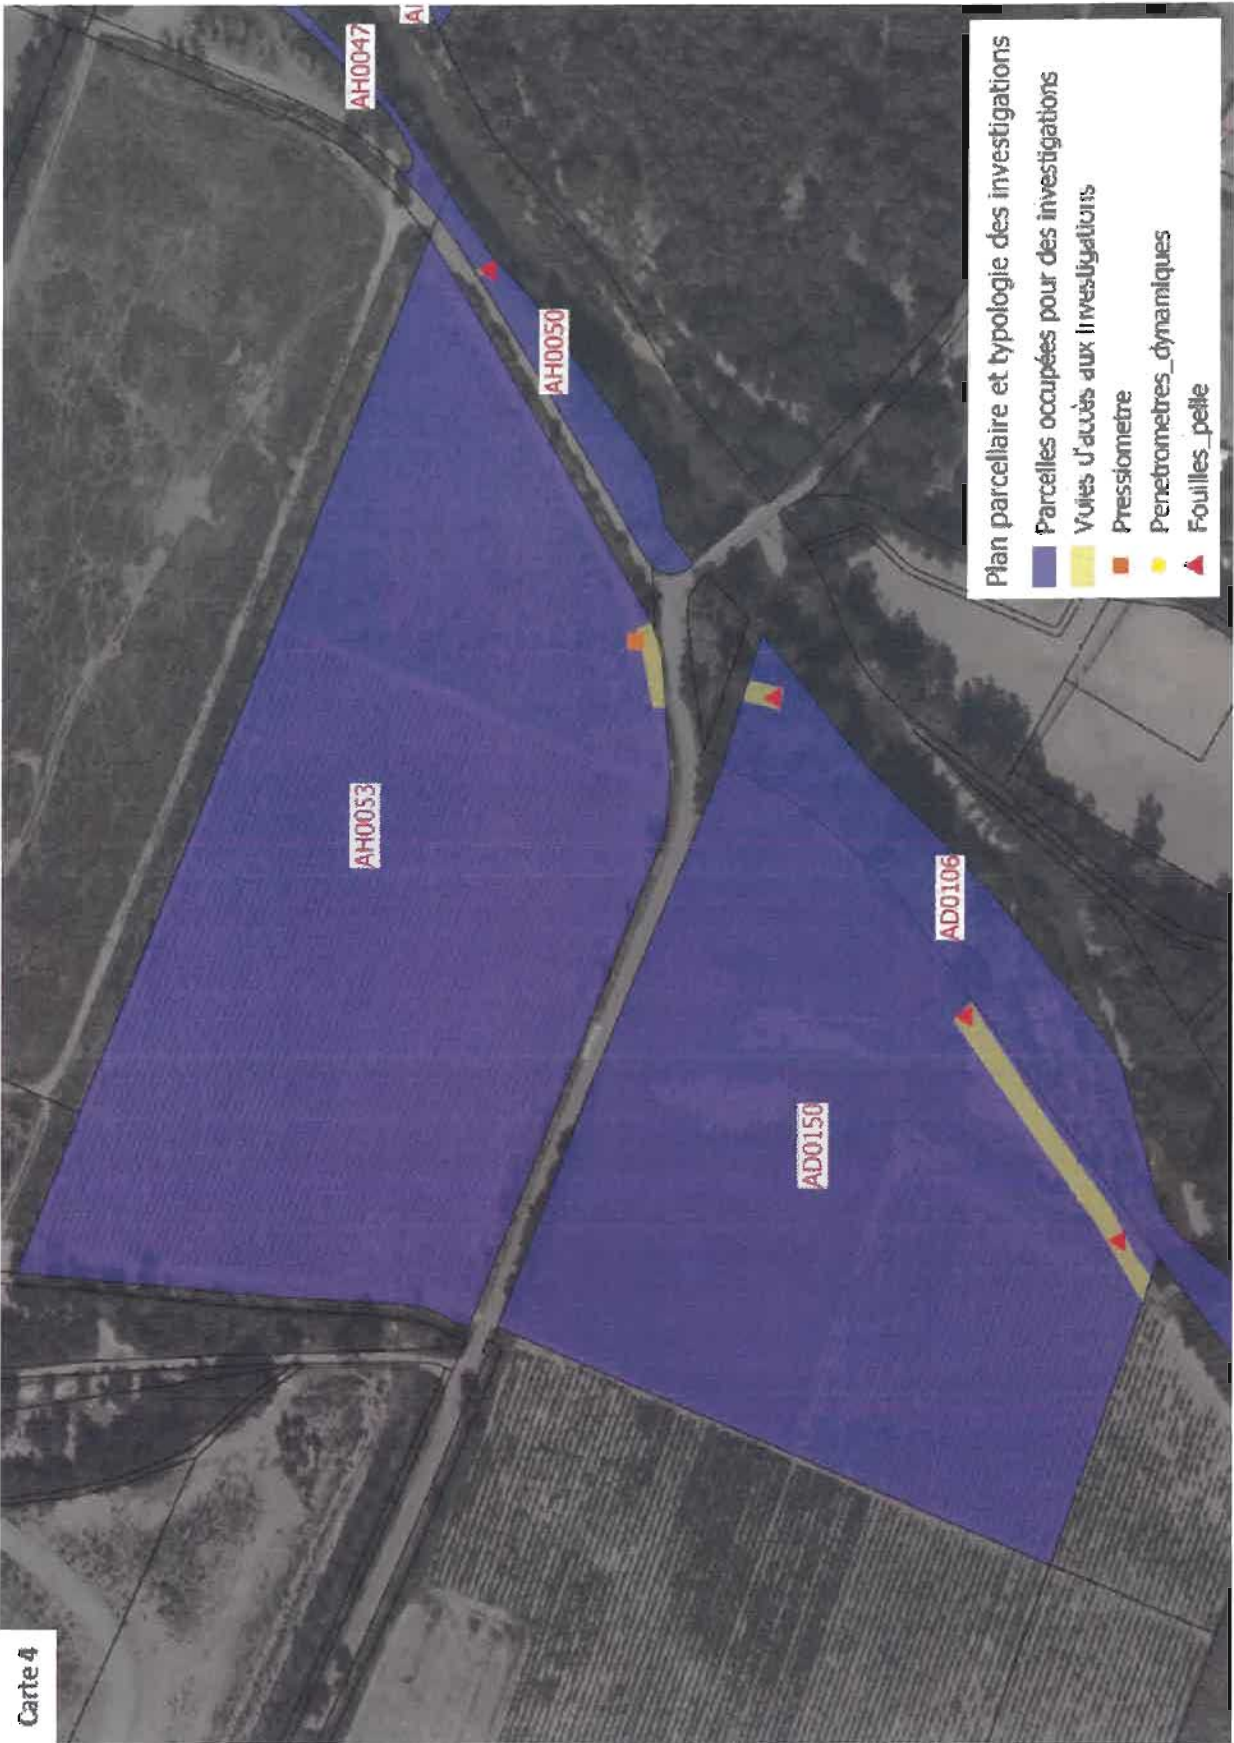 Carte 4
AH0047
AH0050
AH0053
AD0106
AD0150
Plan parcellaire et typologie des investigations
Parcelles occupées pour des investigations
Voies d'accès aux investigations
Pressiometre
Penetrometres_dynamiques
Fouilles_pelle